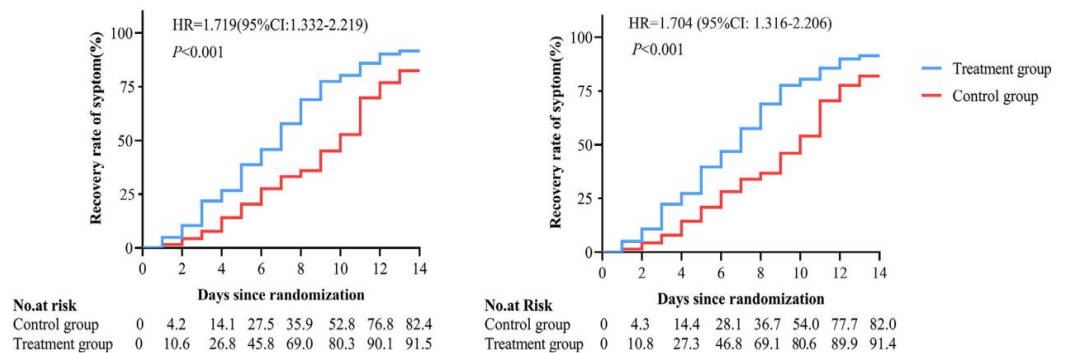 HR=1.719(95%CI:1.332-2.219)
P<0.001
Recovery rate of syptom(%)
100
75
50
25
0
0 2 4 6 8 10 12 14
Days since randomization
No.at risk
Control group 0 4.2 14.1 27.5 35.9 52.8 76.8 82.4
Treatment group 0 10.6 26.8 45.8 69.0 80.3 90.1 91.5
HR=1.704 (95%CI: 1.316-2.206)
P<0.001
Recovery rate of syptom(%)
100
75
50
25
0
0 2 4 6 8 10 12 14
Days since randomization
No.at Risk
Control group 0 4.3 14.4 28.1 36.7 54.0 77.7 82.0
Treatment group 0 10.8 27.3 46.8 69.1 80.6 89.9 91.4
Treatment group
Control group